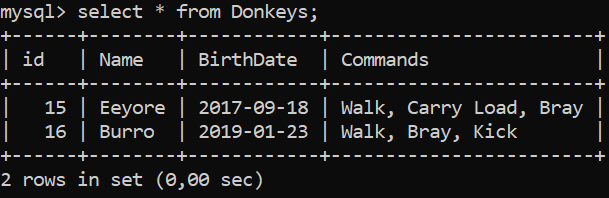 mysql> select * from Donkeys;
+------+--------+------------+-------------------------+
| id   | Name   | BirthDate  | Commands                |
+------+--------+------------+-------------------------+
|   15 | Eeyore | 2017-09-18 | Walk, Carry Load, Bray |
|   16 | Burro  | 2019-01-23 | Walk, Bray, Kick        |
+------+--------+------------+-------------------------+
2 rows in set (0,00 sec)